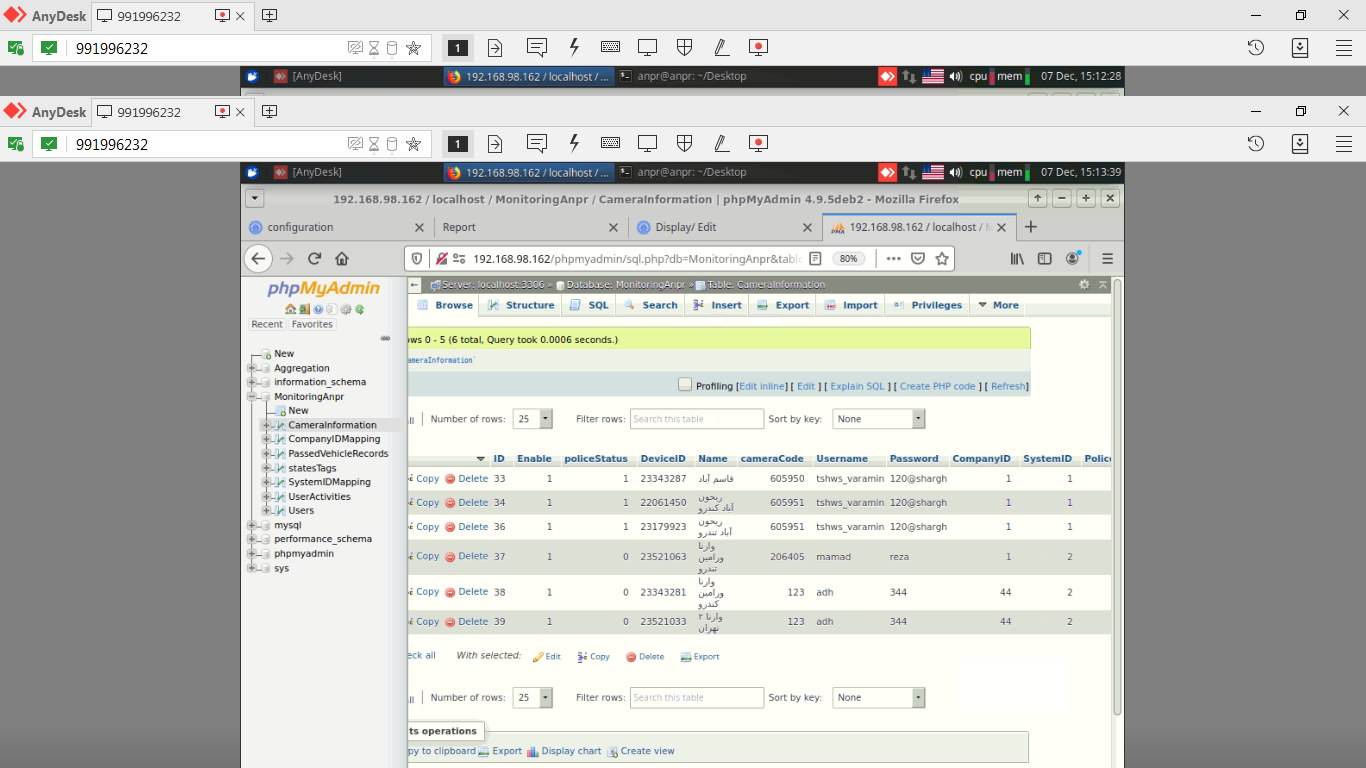 AnyDesk 991996232
991996232 1
[AnyDesk] 192.168.98.162 / localhost / ... anpr@anpr: ~/Desktop cpu mem 07 Dec, 15:12:28
AnyDesk 991996232
991996232 1
[AnyDesk] 192.168.98.162 / localhost / ... anpr@anpr: ~/Desktop cpu mem 07 Dec, 15:13:39
192.168.98.162 / localhost / MonitoringAnpr / CameraInformation | phpMyAdmin 4.9.5deb2 - Mozilla Firefox
configuration Report Display/ Edit 192.168.98.162 / localhost /
192.168.98.162/phpmyadmin/sql.php?db=MonitoringAnpr&table 80%
phpMyAdmin
Recent Favorites
New
Aggregation
information_schema
MonitoringAnpr
New
CameraInformation
CompanyIDMapping
PassedVehicleRecords
statesTags
SystemIDMapping
UserActivities
Users
mysql
performance_schema
phpmyadmin
sys
Server: localhost:3306 » Database: MonitoringAnpr » Table: CameraInformation
Browse Structure SQL Search Insert Export Import Privileges More
ws 0 - 5 (6 total, Query took 0.0006 seconds.)
ameraInformation`
Profiling [Edit inline] [ Edit ] [ Explain SQL ] [ Create PHP code ] [ Refresh]
all Number of rows: 25 Filter rows: Search this table Sort by key: None
ID Enable policeStatus DeviceID Name cameraCode Username Password CompanyID SystemID Police
Copy Delete 33 1 1 23343287 قاسم آباد 605950 tshws_varamin 120@shargh 1 1
Copy Delete 34 1 1 22061450 ریحون آباد کندرو 605951 tshws_varamin 120@shargh 1 1
Copy Delete 36 1 1 23179923 ریحون آباد تندرو 605951 tshws_varamin 120@shargh 1 1
Copy Delete 37 1 0 23521063 وارنا ورامین تندرو 206405 mamad reza 1 2
Copy Delete 38 1 0 23343281 وارنا ورامین کندرو 123 adh 344 44 2
Copy Delete 39 1 0 23521033 وارنا ۲ تهران 123 adh 344 44 2
eck all With selected: Edit Copy Delete Export
all Number of rows: 25 Filter rows: Search this table Sort by key: None
ts operations
py to clipboard Export Display chart Create view